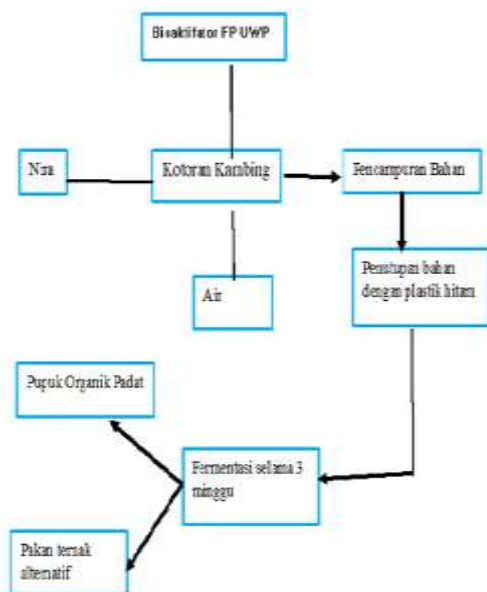 Bioaktifator FP UWP
Nira
Kotoran Kambing
Pencampuran Bahan
Air
Penutupan bahan
dengan plastik hitam
Pupuk Organik Padat
Fermentasi selama 3
minggu
Pakan ternak
alternatif